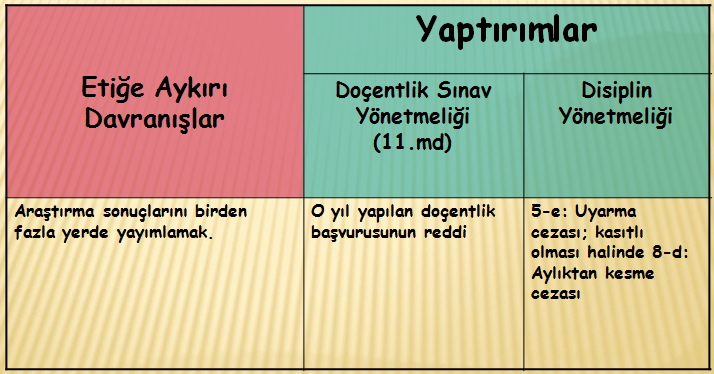 Yaptırımlar
Etiğe Aykırı
Davranışlar
Doçentlik Sınav
Yönetmeliği
(11.md)
Disiplin
Yönetmeliği
Araştırma sonuçlarını birden
fazla yerde yayımlamak.
O yıl yapılan doçentlik
başvurusunun reddi
5-e: Uyarma
cezası; kasıtlı
olması halinde 8-d:
Aylıktan kesme
cezası